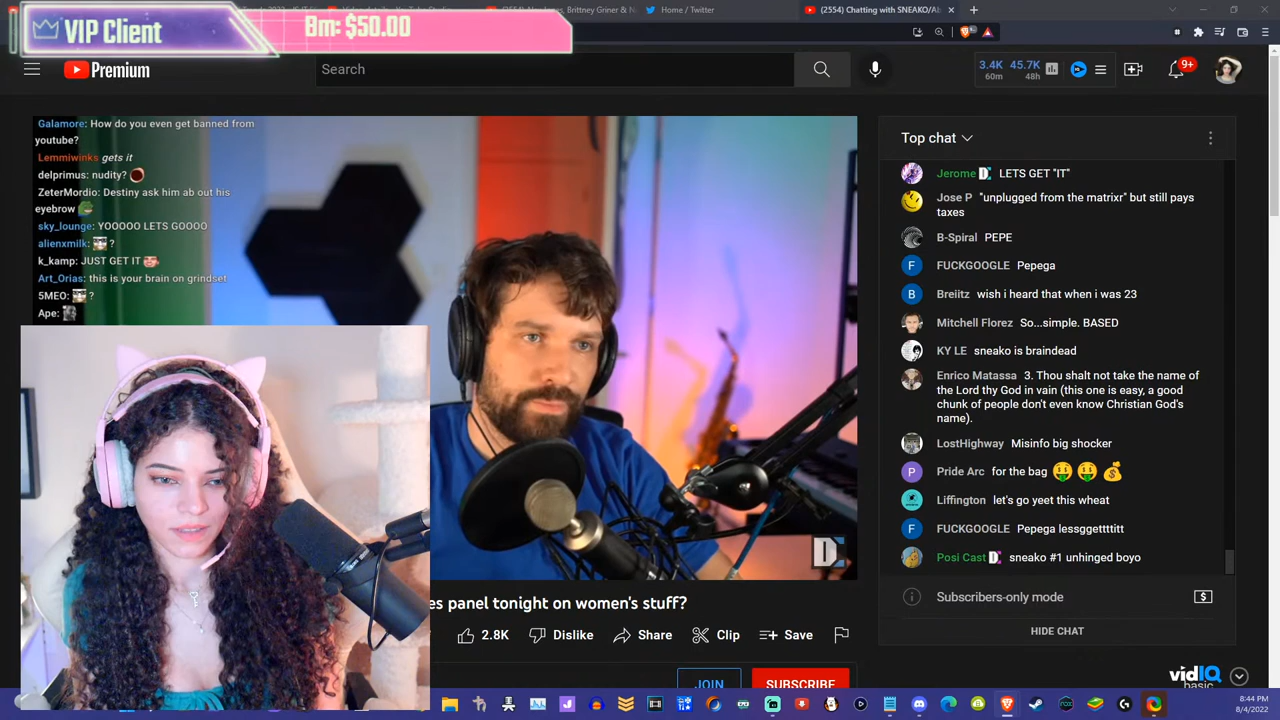 VIP Client
8m: $50.00
Home / Twitter
(2554) Chatting with SNEAKO/Al
Premium
Search
3.4K
60m
45.7K
48h
9+
Galamore: How do you even get banned from
youtube?
Lemmiwinks gets it
delprimus: nudity?
ZeterMordio: Destiny ask him ab out his
eyebrow
sky_lounge: YOOOOO LETS GOOOO
alienxmilk: ?
k_kamp: JUST GET IT
Art_Orias: this is your brain on grindset
5MEO: ?
Ape:
D
Top chat
Jerome D LETS GET "IT"
Jose P "unplugged from the matrixr" but still pays
taxes
B-Spiral PEPE
F FUCKGOOGLE Pepega
B Breiitz wish i heard that when i was 23
Mitchell Florez So...simple. BASED
KY LE sneako is braindead
Enrico Matassa 3. Thou shalt not take the name of
the Lord thy God in vain (this one is easy, a good
chunk of people don't even know Christian God's
name).
LostHighway Misinfo big shocker
P Pride Arc for the bag
Liffington let's go yeet this wheat
F FUCKGOOGLE Pepega lessggettttitt
Posi Cast D sneako #1 unhinged boyo
Subscribers-only mode
HIDE CHAT
es panel tonight on women's stuff?
2.8K Dislike Share Clip Save
JOIN SUBSCRIBE
vidIQ
basic
8:44 PM
8/4/2022